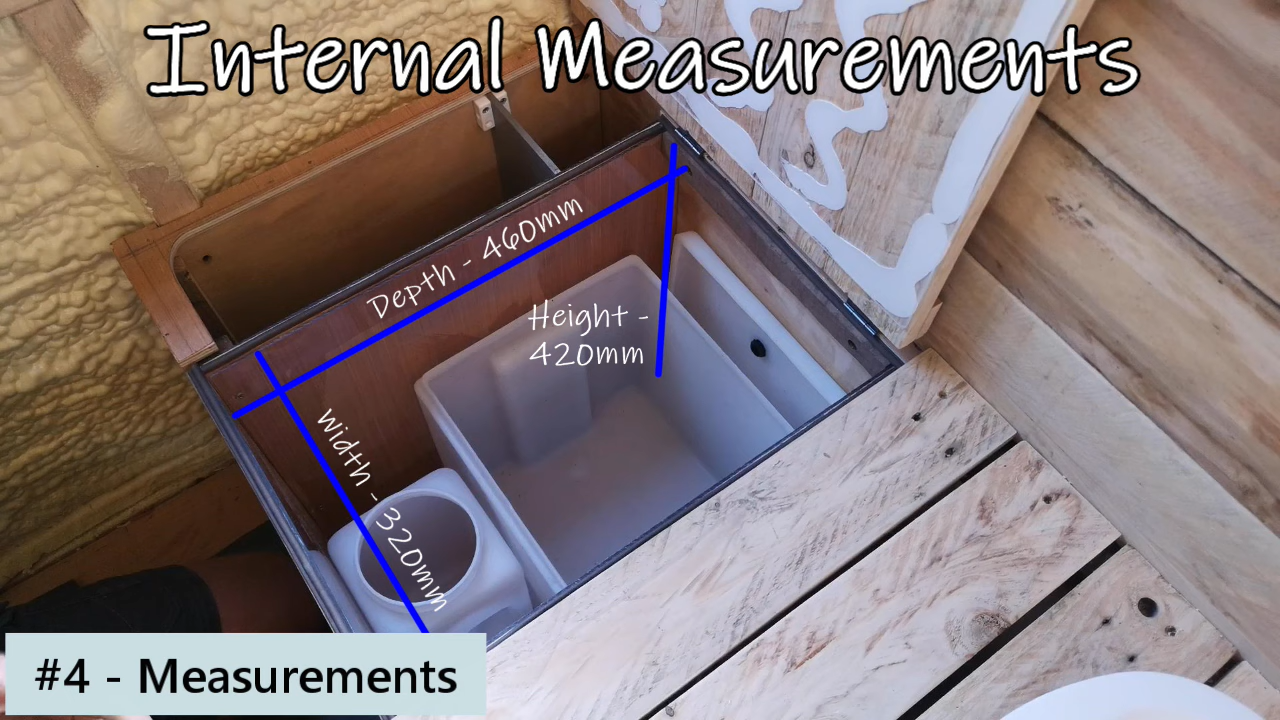 Internal Measurements
Depth - 460mm
Height -
420mm
Width - 320mm
#4 - Measurements